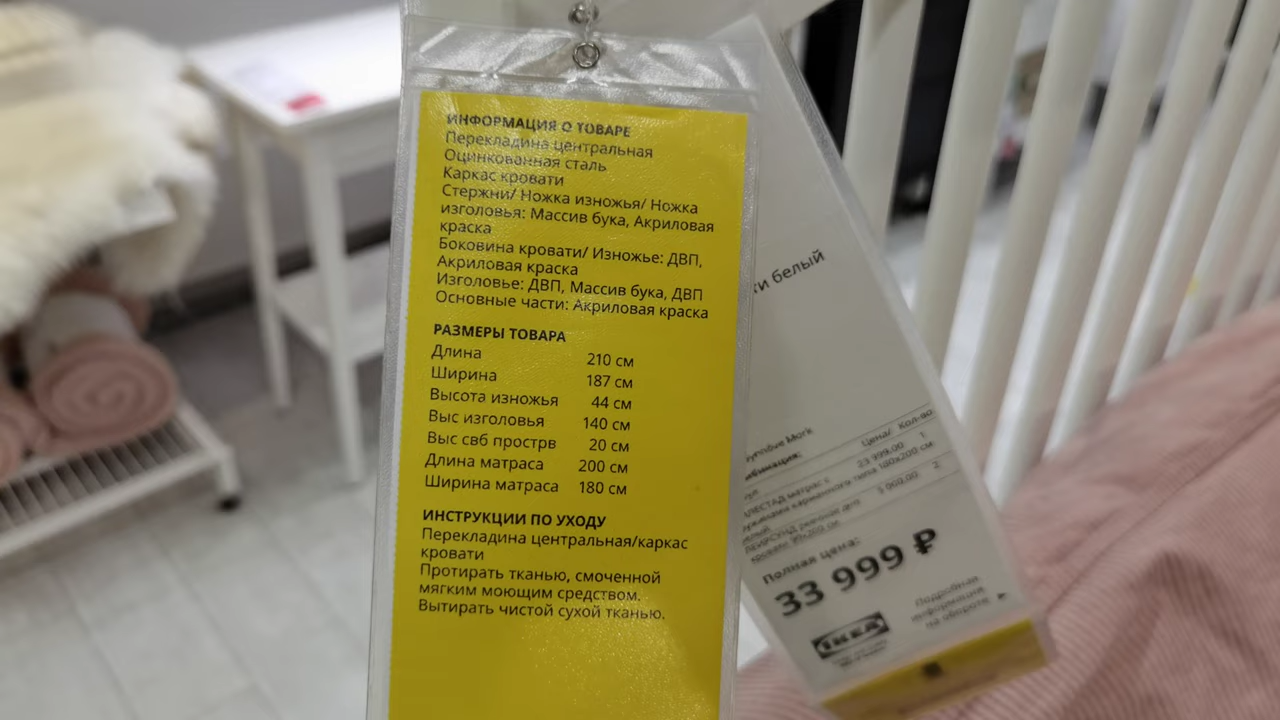 ИНФОРМАЦИЯ О ТОВАРЕ
Перекладина центральная
Оцинкованная сталь
Каркас кровати
Стержни/ Ножка изножья/ Ножка
изголовья: Массив бука, Акриловая
краска
Боковина кровати/ Изножье: ДВП,
Акриловая краска
Изголовье: ДВП, Массив бука, ДВП
Основные части: Акриловая краска
РАЗМЕРЫ ТОВАРА
Длина 210 см
Ширина 187 см
Высота изножья 44 см
Выс изголовья 140 см
Выс свб прострв 20 см
Длина матраса 200 см
Ширина матраса 180 см
ИНСТРУКЦИИ ПО УХОДУ
Перекладина центральная/каркас
кровати
Протирать тканью, смоченной
мягким моющим средством.
Вытирать чистой сухой тканью.
белый
Цена/ Кол-во
23 999.00 1
матрас с
карманного типа 180x200 см
5 000.00 2
Полная цена:
33 999 ₽
IKEA
Подробная
информация
на обороте